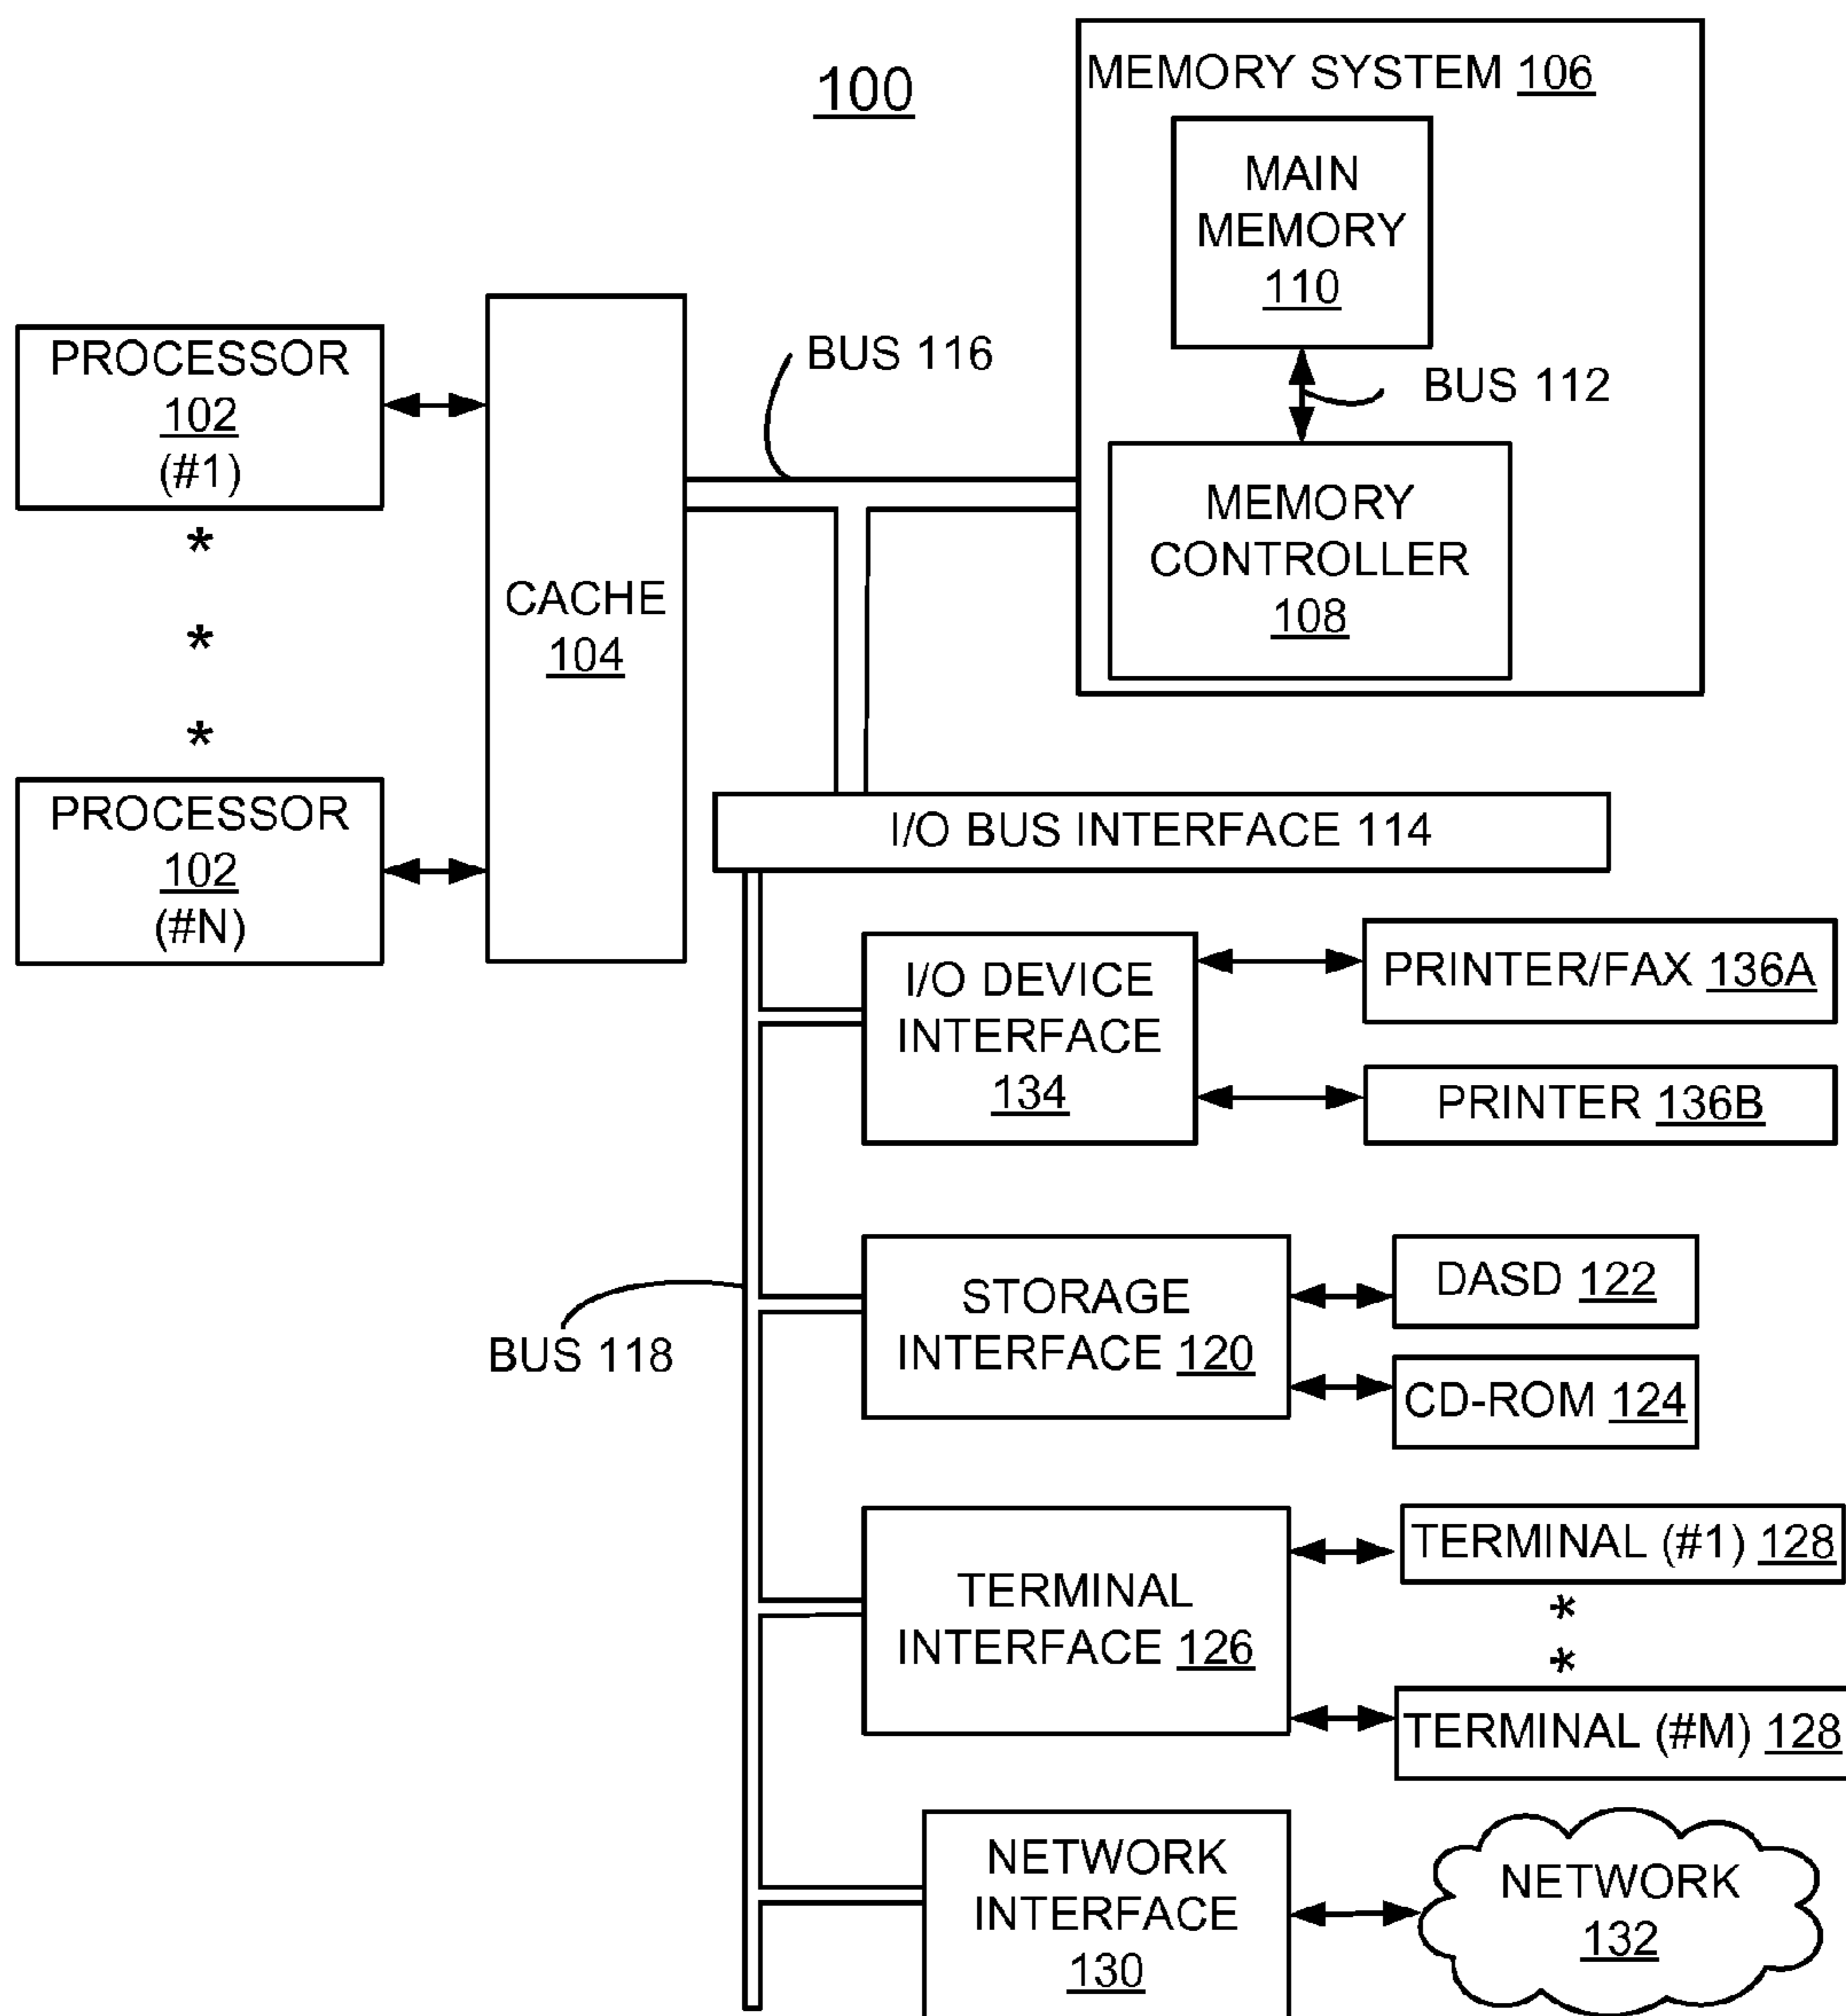 100
MEMORY SYSTEM 106
MAIN
MEMORY
110
BUS 112
MEMORY
CONTROLLER
108
BUS 116
PROCESSOR
102
(#1)
*
*
*
PROCESSOR
102
(#N)
CACHE
104
I/O BUS INTERFACE 114
I/O DEVICE
INTERFACE
134
PRINTER/FAX 136A
PRINTER 136B
BUS 118
STORAGE
INTERFACE 120
DASD 122
CD-ROM 124
TERMINAL
INTERFACE 126
TERMINAL (#1) 128
*
*
TERMINAL (#M) 128
NETWORK
INTERFACE
130
NETWORK
132